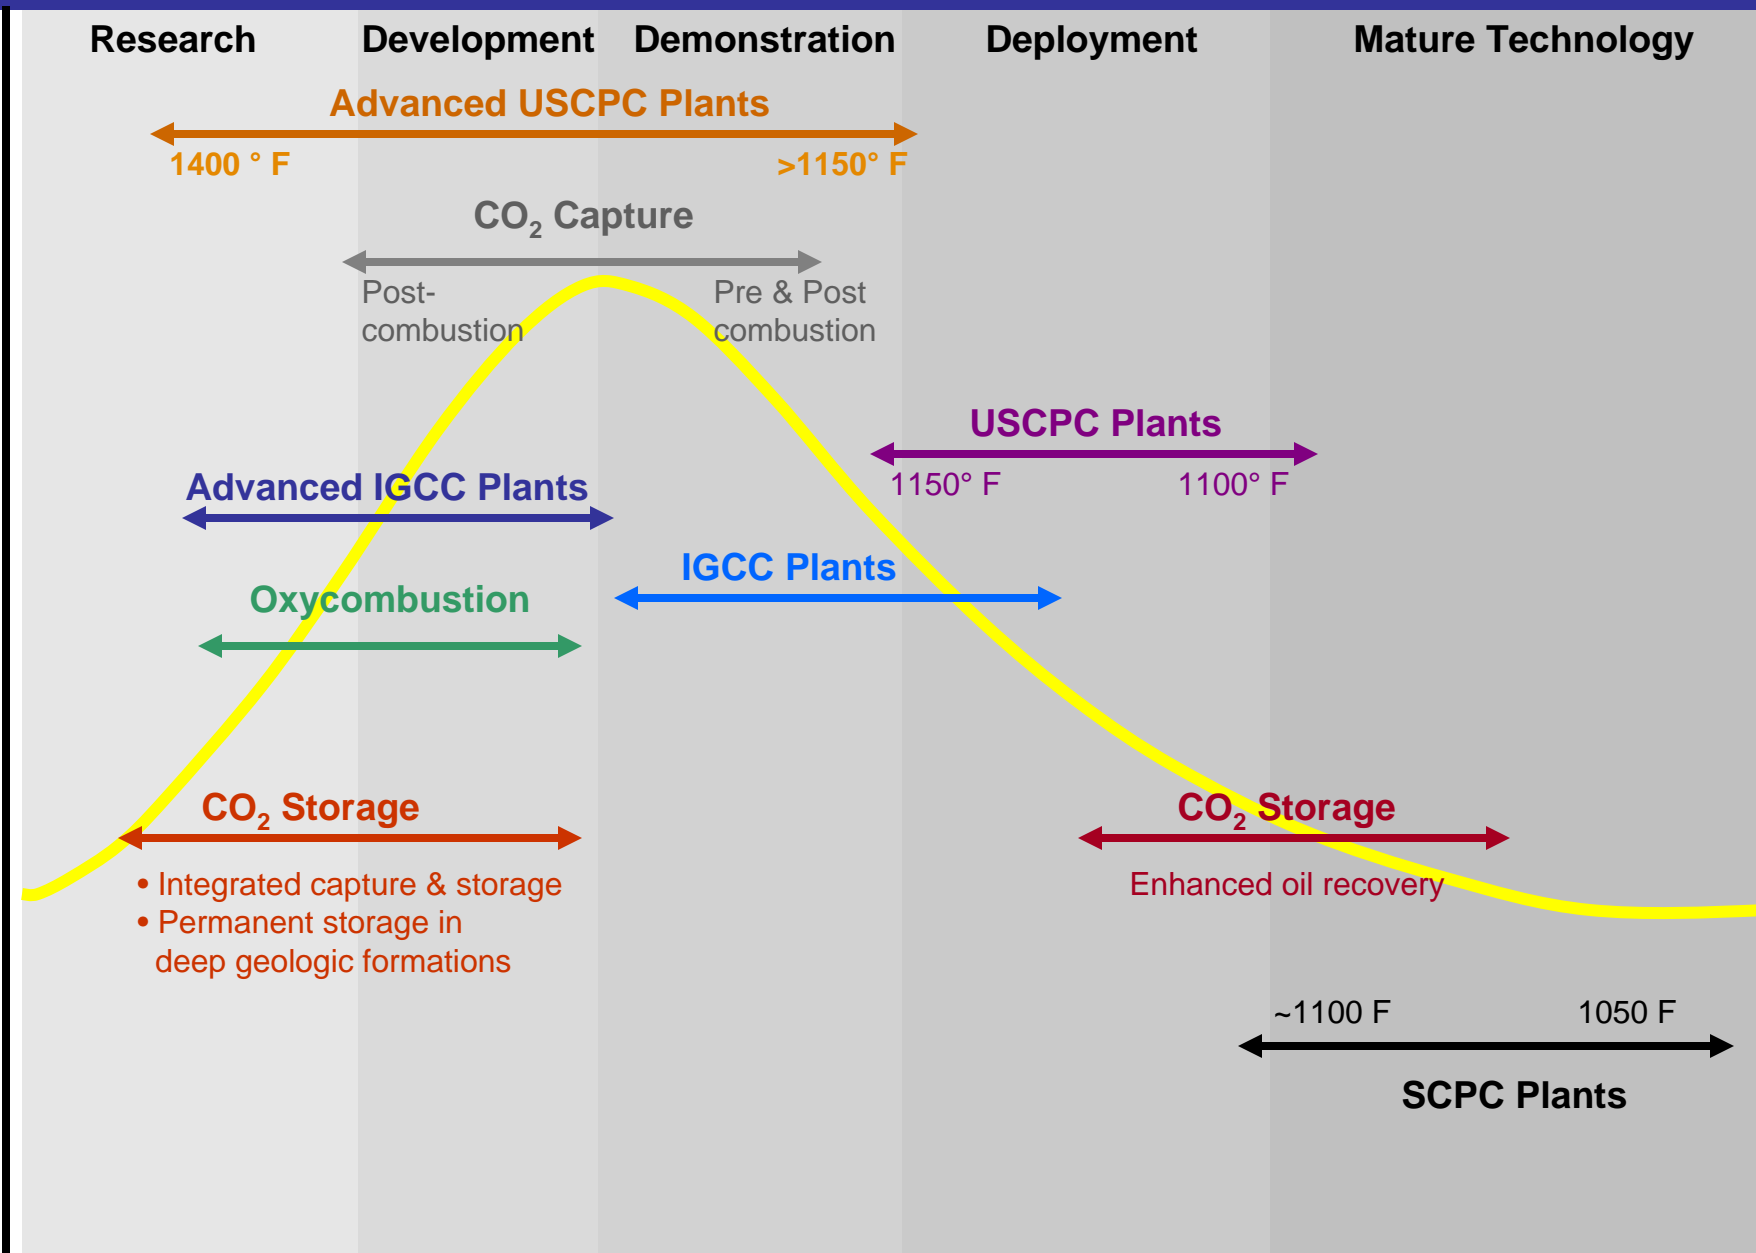 Research Development Demonstration Deployment Mature Technology
Advanced USCPC Plants
1400 ° F >1150° F
CO₂ Capture
Post-
combustion
Pre & Post
combustion
USCPC Plants
1150° F 1100° F
Advanced IGCC Plants
IGCC Plants
Oxycombustion
CO₂ Storage
• Integrated capture & storage
• Permanent storage in
deep geologic formations
CO₂ Storage
Enhanced oil recovery
~1100 F 1050 F
SCPC Plants